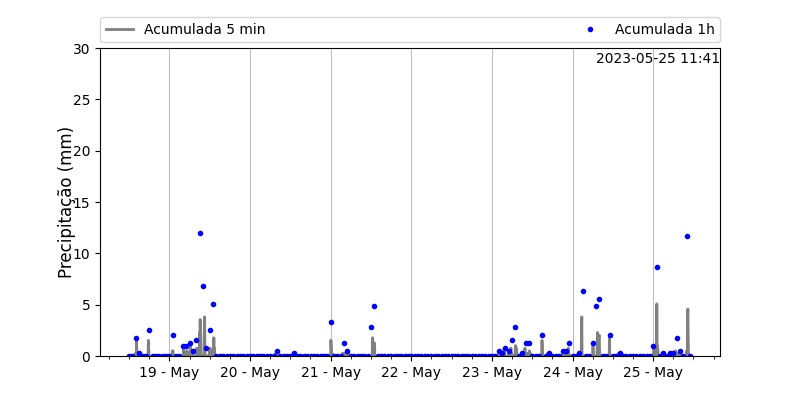 Acumulada 5 min
Acumulada 1h
2023-05-25 11:41
Precipitação (mm)
30
25
20
15
10
5
0
19 - May
20 - May
21 - May
22 - May
23 - May
24 - May
25 - May